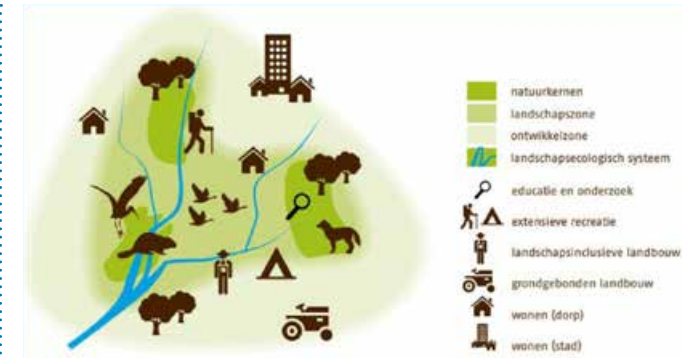 natuurkernen
landschapszone
ontwikkelzone
landschapsecologisch systeem
educatie en onderzoek
extensieve recreatie
landschapsinclusieve landbouw
grondgebonden landbouw
wonen (dorp)
wonen (stad)